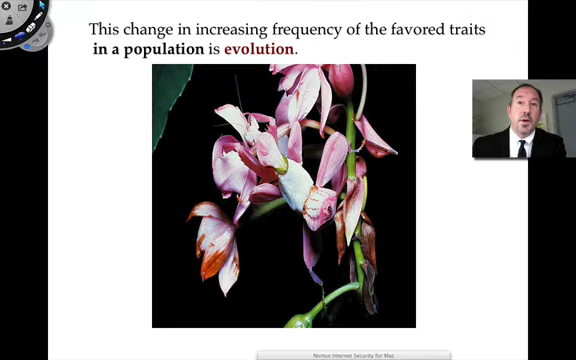 This change in increasing frequency of the favored traits
in a population is evolution.
Norton Internet Security for Mac